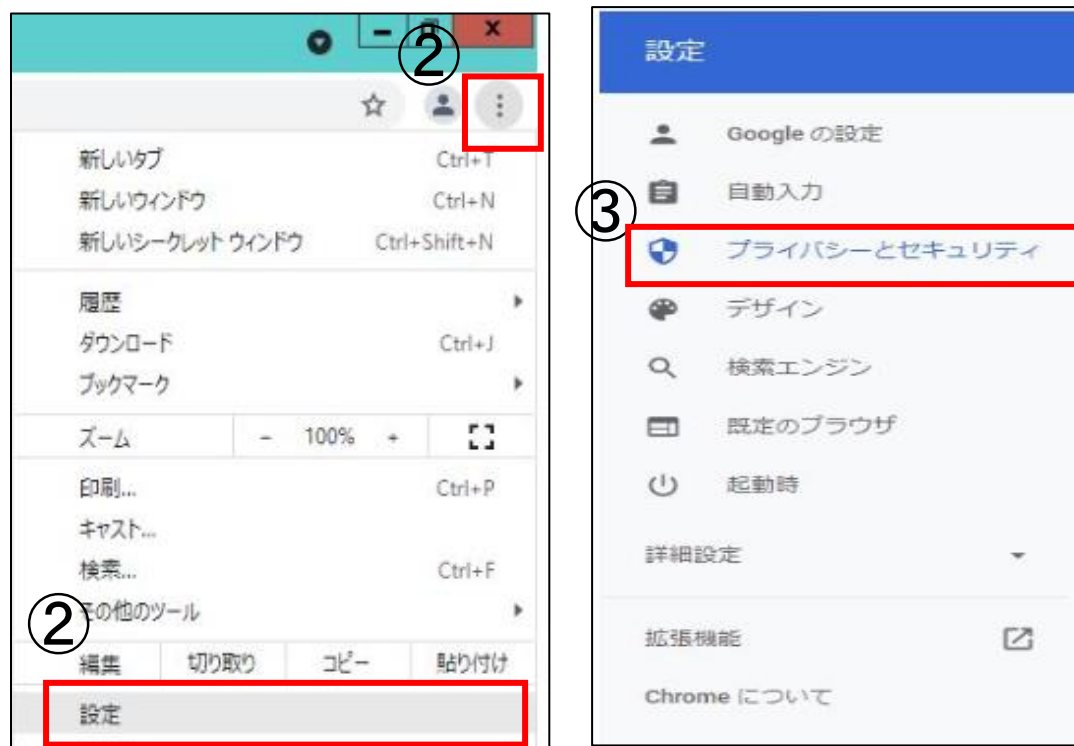 ②
新しいタブ Ctrl+T
新しいウィンドウ Ctrl+N
新しいシークレット ウィンドウ Ctrl+Shift+N
履歴
ダウンロード Ctrl+J
ブックマーク
ズーム - 100% +
印刷... Ctrl+P
キャスト...
検索... Ctrl+F
②
その他のツール
編集 切り取り コピー 貼り付け
設定
設定
Google の設定
自動入力
③
プライバシーとセキュリティ
デザイン
検索エンジン
既定のブラウザ
起動時
詳細設定
拡張機能
Chrome について